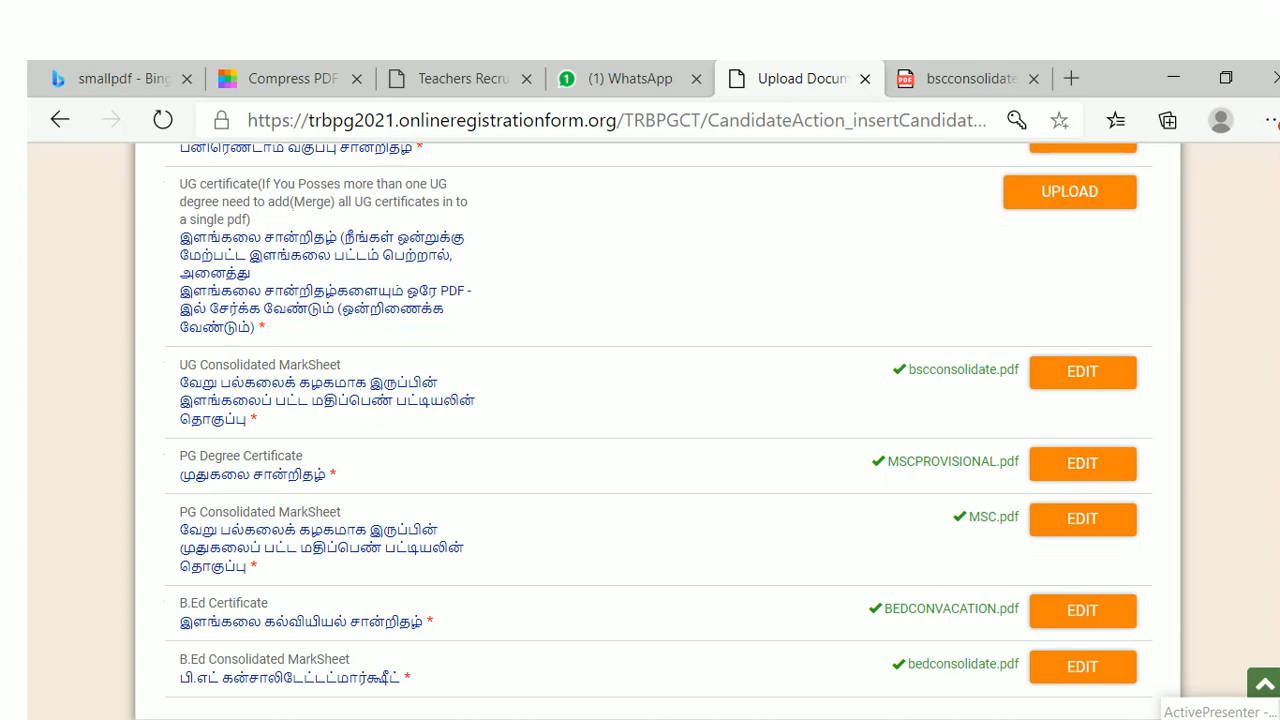 smallpdf - Bing
Compress PDF
Teachers Recru
(1) WhatsApp
Upload Docum
bscconsolidate
https://trbpg2021.onlineregistrationform.org/TRBPGCT/CandidateAction_insertCandidat...
பனிரெண்டாம் வகுப்பு சான்றிதழ் *
UG certificate(If You Posses more than one UG
degree need to add(Merge) all UG certificates in to
a single pdf)
இளங்கலை சான்றிதழ் (நீங்கள் ஒன்றுக்கு
மேற்பட்ட இளங்கலை பட்டம் பெற்றால்,
அனைத்து
இளங்கலை சான்றிதழ்களையும் ஒரே PDF -
இல் சேர்க்க வேண்டும் (ஒன்றிணைக்க
வேண்டும்) *
UPLOAD
UG Consolidated MarkSheet
வேறு பல்கலைக் கழகமாக இருப்பின்
இளங்கலைப் பட்ட மதிப்பெண் பட்டியலின்
தொகுப்பு *
bscconsolidate.pdf
EDIT
PG Degree Certificate
முதுகலை சான்றிதழ் *
MSCPROVISIONAL.pdf
EDIT
PG Consolidated MarkSheet
வேறு பல்கலைக் கழகமாக இருப்பின்
முதுகலைப் பட்ட மதிப்பெண் பட்டியலின்
தொகுப்பு *
MSC.pdf
EDIT
B.Ed Certificate
இளங்கலை கல்வியியல் சான்றிதழ் *
BEDCONVACATION.pdf
EDIT
B.Ed Consolidated MarkSheet
பி.எட் கன்சாலிடேட்டட்மார்க்ஷீட் *
bedconsolidate.pdf
EDIT
ActivePresenter -...